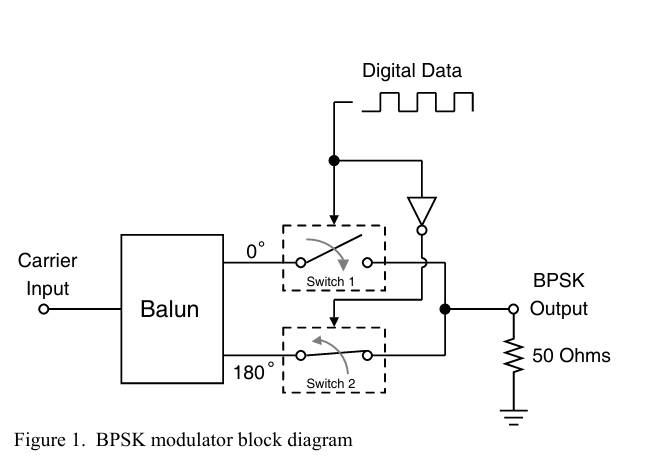 Digital Data
0°
Carrier
Input
Switch 1
BPSK
Balun
Output
50 Ohms
180°
Switch 2
Figure 1. BPSK modulator block diagram